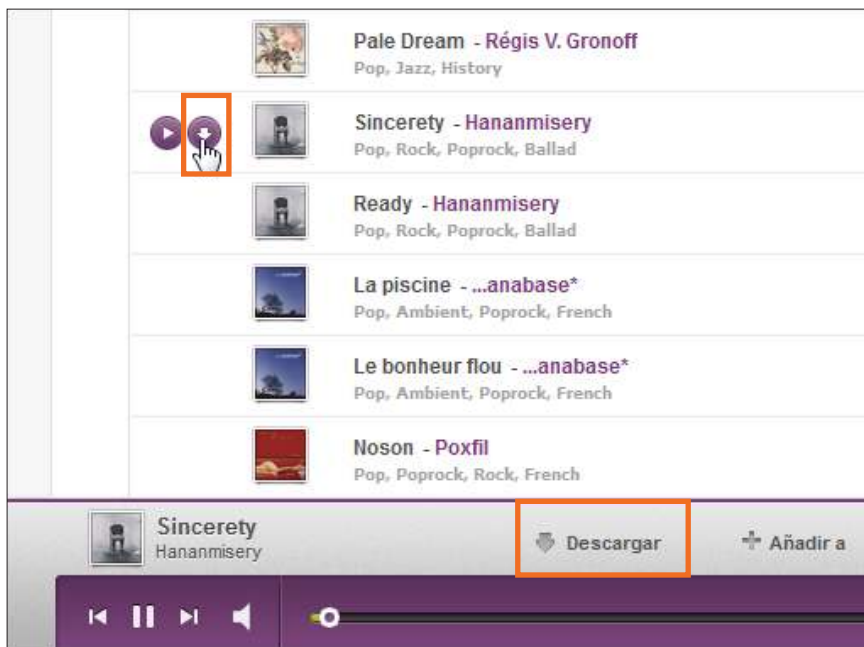 Pale Dream - Régis V. Gronoff
Pop, Jazz, History
Sincerety - Hananmisery
Pop, Rock, Poprock, Ballad
Ready - Hananmisery
Pop, Rock, Poprock, Ballad
La piscine - ...anabase*
Pop, Ambient, Poprock, French
Le bonheur flou - ...anabase*
Pop, Ambient, Poprock, French
Noson - Poxfil
Pop, Poprock, Rock, French
Sincerety
Hananmisery
Descargar
Añadir a